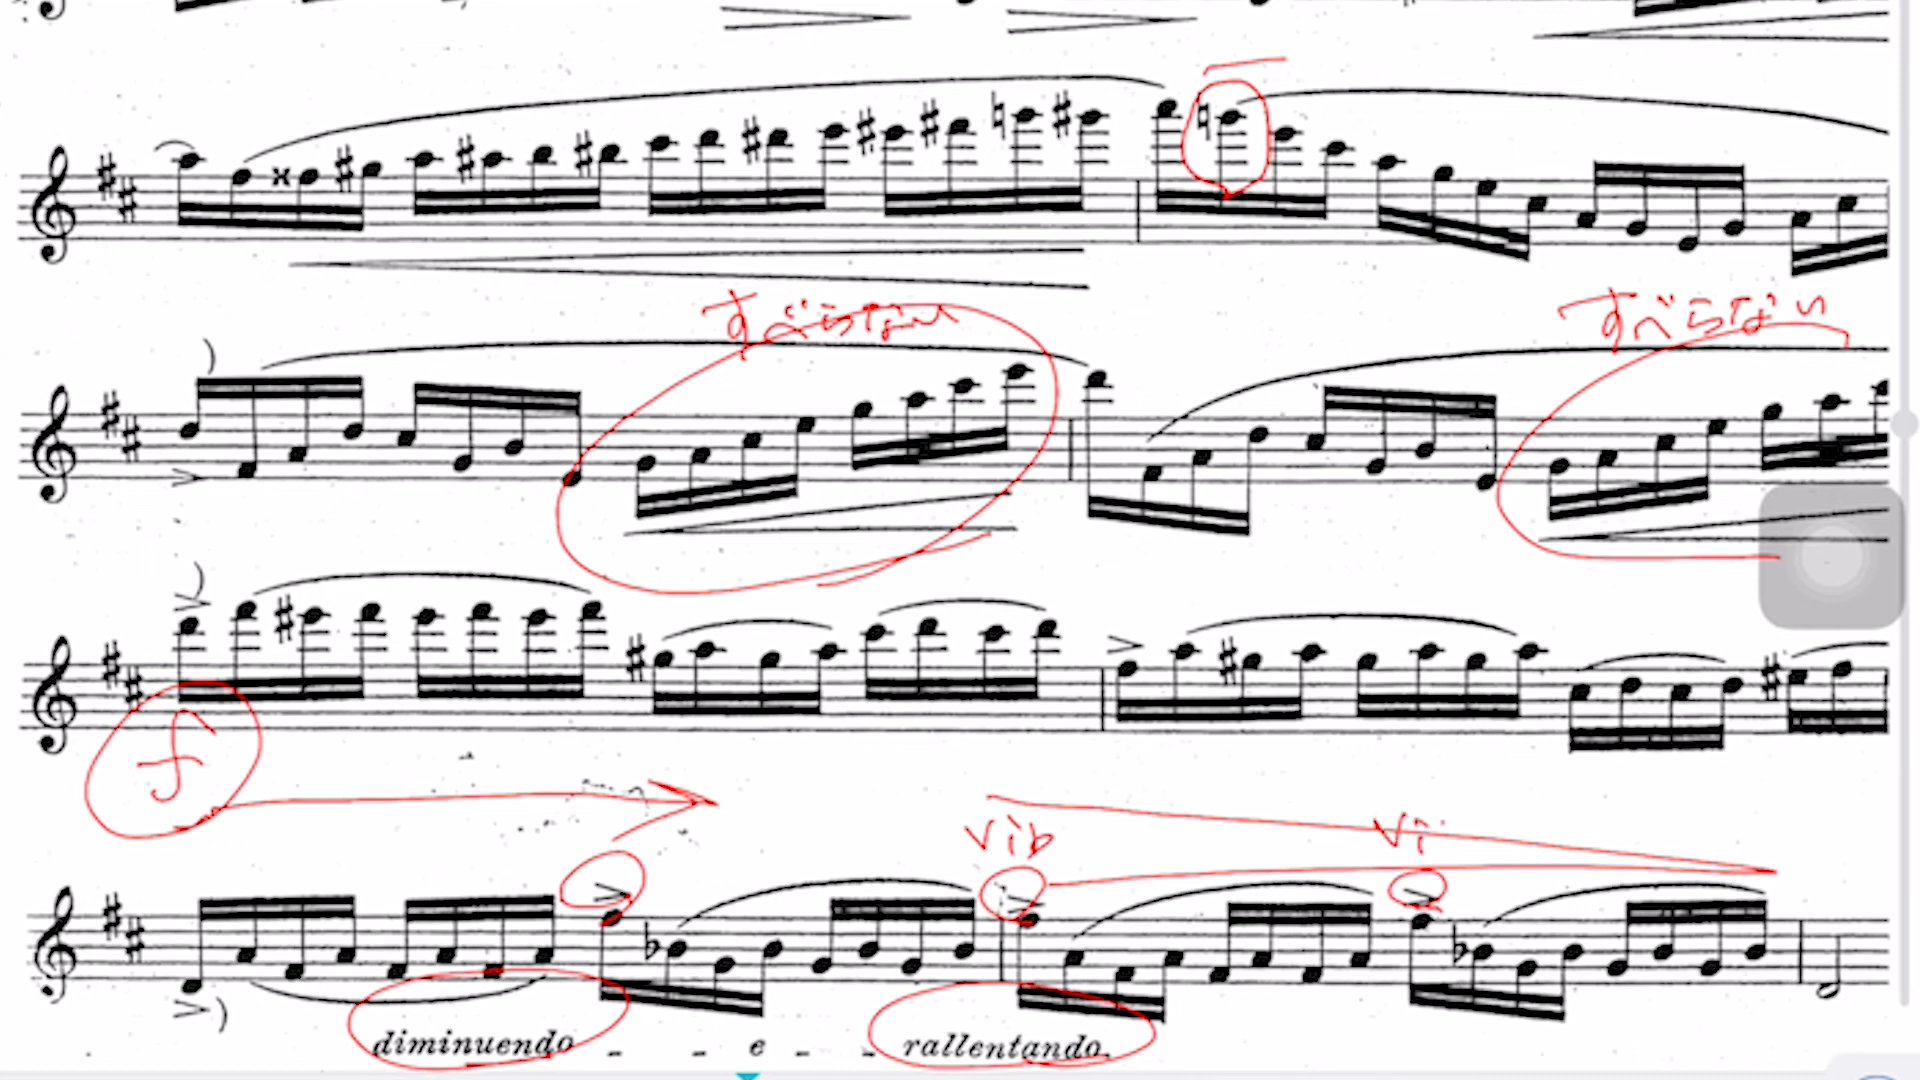 すべらない すべらない
f
vib vi
diminuendo - - e - - rallentando